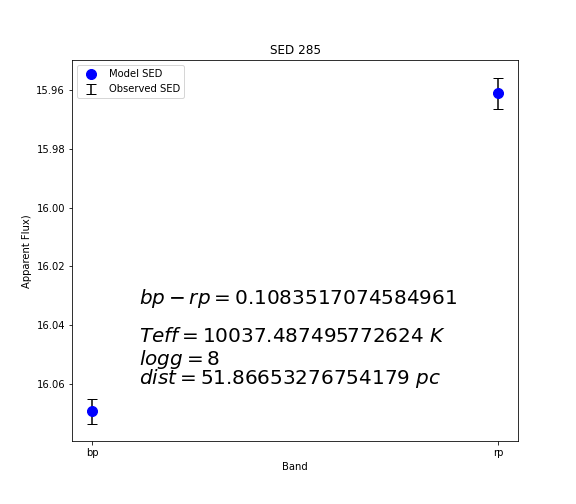 SED 285
Model SED
Observed SED
Apparent Flux)
15.96
15.98
16.00
16.02
16.04
16.06
bp − rp = 0.1083517074584961
Teff = 10037.487495772624 K
logg = 8
dist = 51.86653276754179 pc
bp
rp
Band